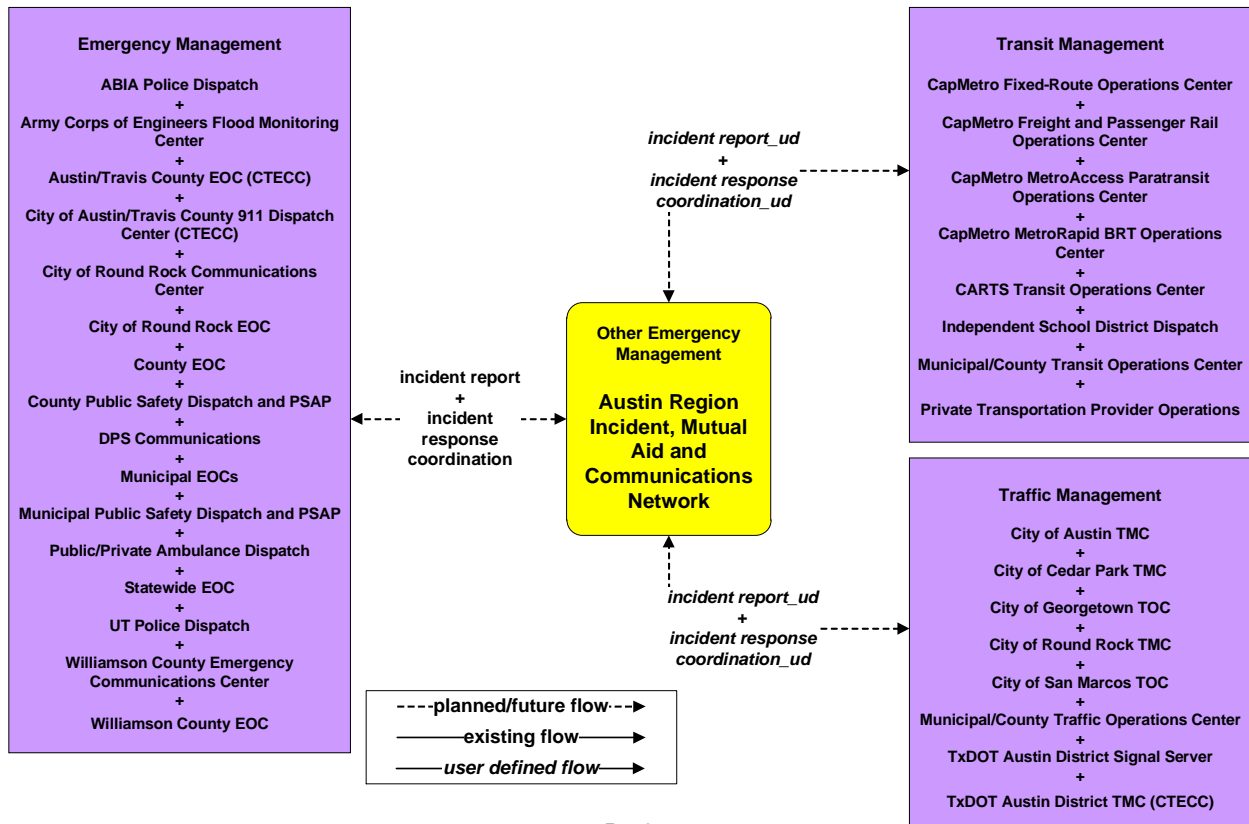 Emergency Management
ABIA Police Dispatch
+
Army Corps of Engineers Flood Monitoring
Center
+
Austin/Travis County EOC (CTECC)
+
City of Austin/Travis County 911 Dispatch
Center (CTECC)
+
City of Round Rock Communications
Center
+
City of Round Rock EOC
+
County EOC
+
County Public Safety Dispatch and PSAP
+
DPS Communications
+
Municipal EOCs
+
Municipal Public Safety Dispatch and PSAP
+
Public/Private Ambulance Dispatch
+
Statewide EOC
+
UT Police Dispatch
+
Williamson County Emergency
Communications Center
+
Williamson County EOC
incident report
+
incident
response
coordination
incident report_ud
+
incident response
coordination_ud
Other Emergency
Management
Austin Region
Incident, Mutual
Aid and
Communications
Network
incident report_ud
+
incident response
coordination_ud
planned/future flow
existing flow
user defined flow
Transit Management
CapMetro Fixed-Route Operations Center
+
CapMetro Freight and Passenger Rail
Operations Center
+
CapMetro MetroAccess Paratransit
Operations Center
+
CapMetro MetroRapid BRT Operations
Center
+
CARTS Transit Operations Center
+
Independent School District Dispatch
+
Municipal/County Transit Operations Center
+
Private Transportation Provider Operations
Traffic Management
City of Austin TMC
+
City of Cedar Park TMC
+
City of Georgetown TOC
+
City of Round Rock TMC
+
City of San Marcos TOC
+
Municipal/County Traffic Operations Center
+
TxDOT Austin District Signal Server
+
TxDOT Austin District TMC (CTECC)